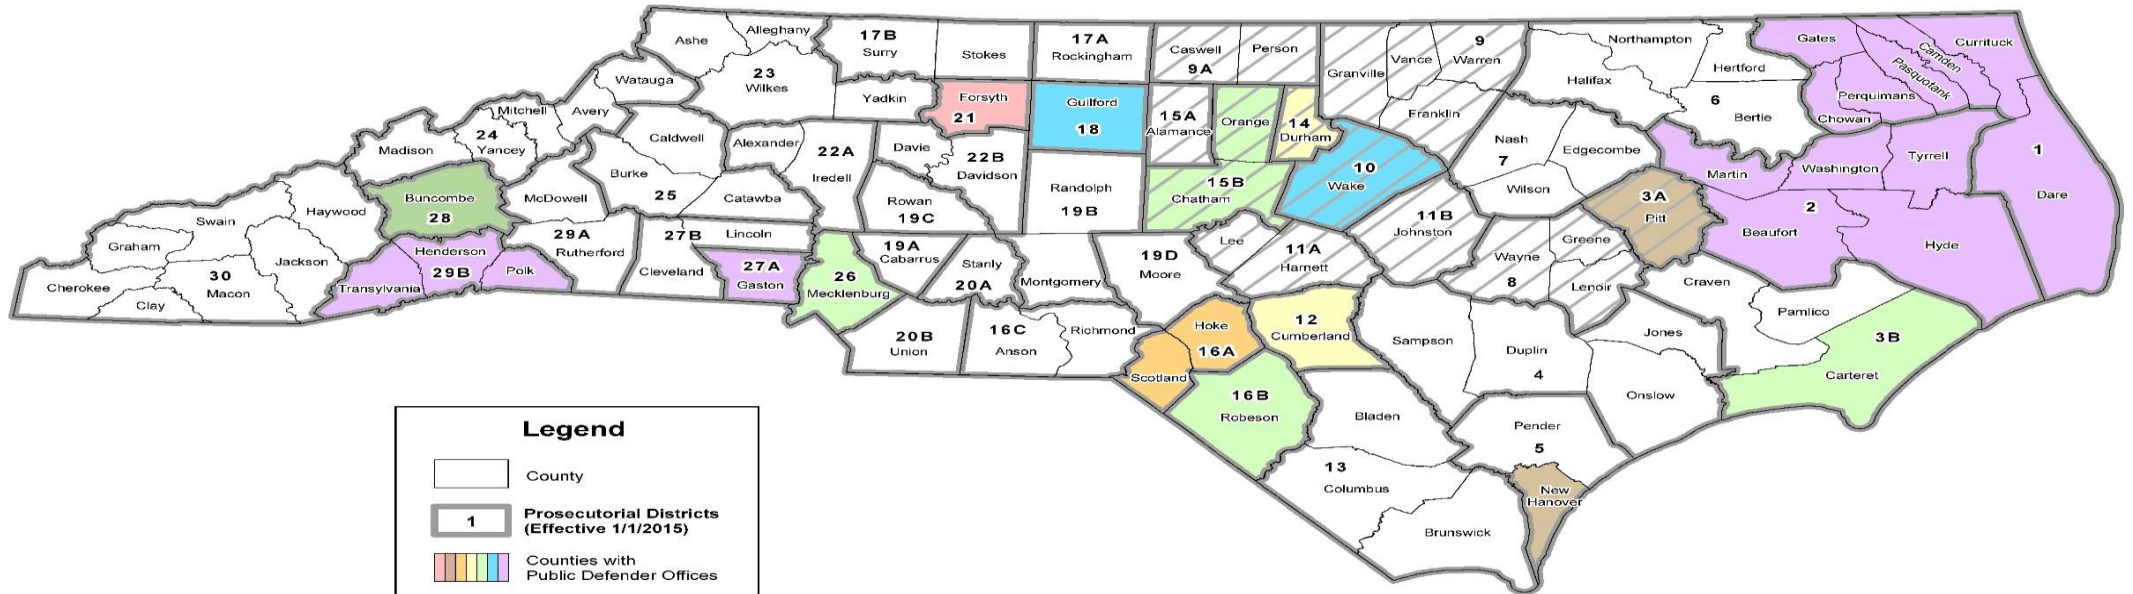 Ashe
Alleghany
17B
Surry
Stokes
17A
Rockingham
Caswell
9A
Person
Granville
Vance
9
Warren
Northampton
Gates
Camden
Currituck
Pasquotank
Watauga
23
Wilkes
Yadkin
Forsyth
21
Guilford
18
15A
Alamance
Orange
14
Durham
Franklin
Halifax
Hertford
6
Bertie
Perquimans
Chowan
Mitchell
Avery
24
Yancey
Madison
Caldwell
Alexander
22A
Iredell
Davie
22B
Davidson
Randolph
19B
15B
Chatham
10
Wake
Nash
7
Edgecombe
Wilson
Martin
Washington
Tyrrell
1
Dare
Buncombe
28
McDowell
Burke
25
Catawba
Rowan
19C
Swain
Haywood
Graham
Jackson
30
Macon
Cherokee
Clay
Henderson
29B
Transylvania
Polk
29A
Rutherford
27B
Lincoln
Cleveland
27A
Gaston
26
Mecklenburg
19A
Cabarrus
Stanly
20A
Montgomery
19D
Moore
Lee
11A
Harnett
11B
Johnston
Wayne
8
Greene
Lenoir
3A
Pitt
2
Beaufort
Hyde
Craven
Pamlico
Jones
3B
Carteret
20B
Union
16C
Anson
Richmond
Hoke
16A
Scotland
12
Cumberland
Sampson
Duplin
4
Onslow
16B
Robeson
Bladen
Pender
5
13
Columbus
New
Hanover
Brunswick
Legend
County
1
Prosecutorial Districts
(Effective 1/1/2015)
Counties with
Public Defender Offices